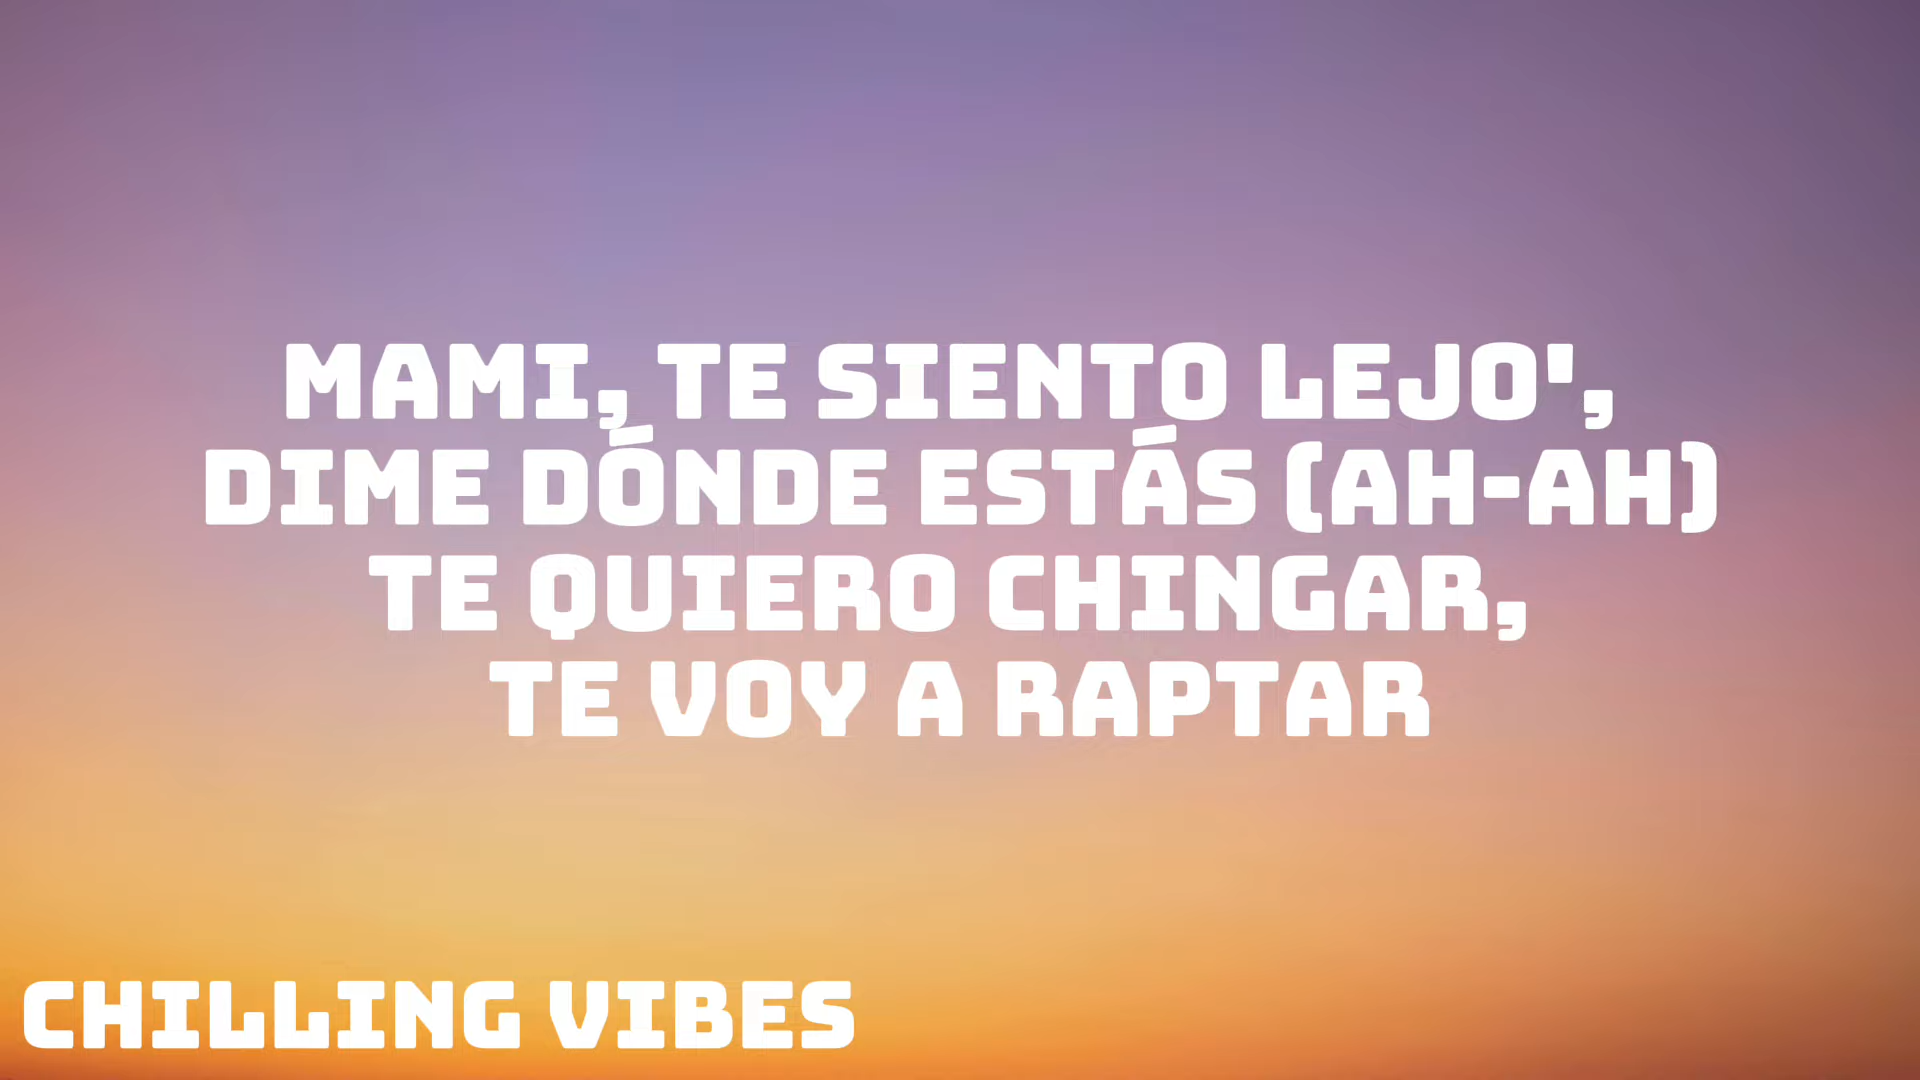 MAMI, TE SIENTO LEJO',
DIME DÓNDE ESTÁS (AH-AH)
TE QUIERO CHINGAR,
TE VOY A RAPTAR
CHILLING VIBES